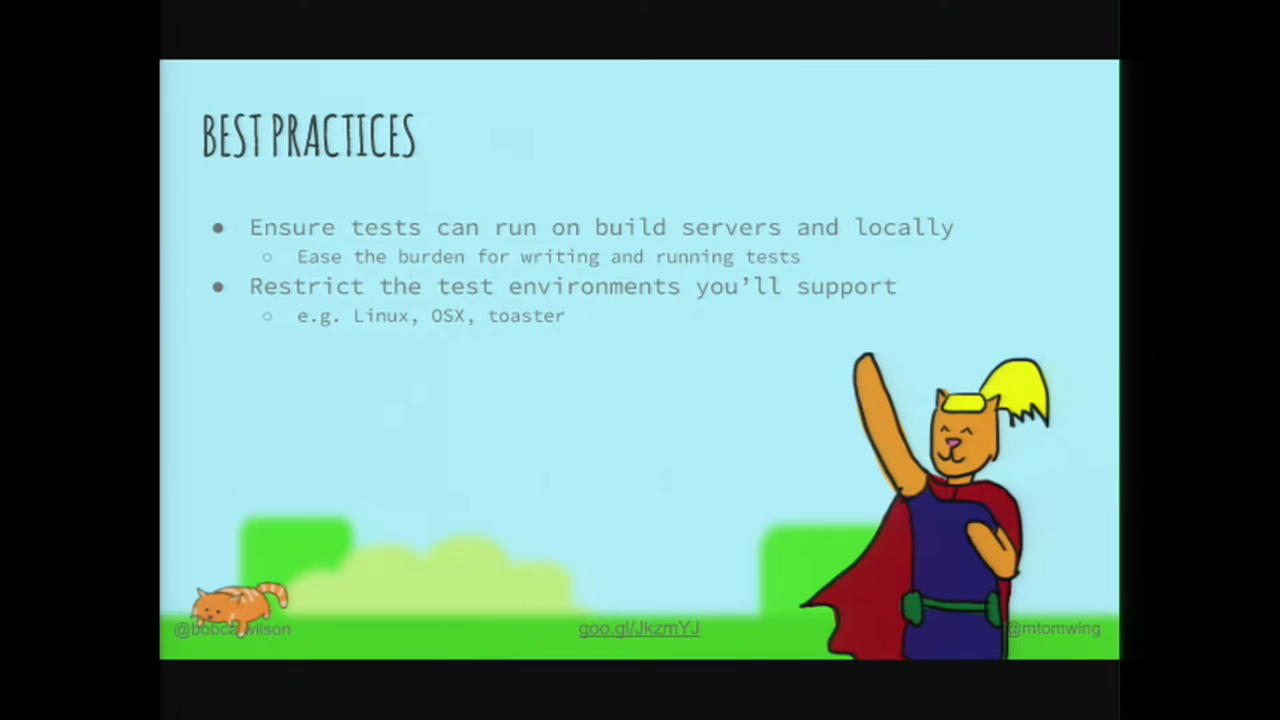 BEST PRACTICES
● Ensure tests can run on build servers and locally
○ Ease the burden for writing and running tests
● Restrict the test environments you’ll support
○ e.g. Linux, OSX, toaster
@bobcatwilson goo.gl/JkzmYJ @mtomwing